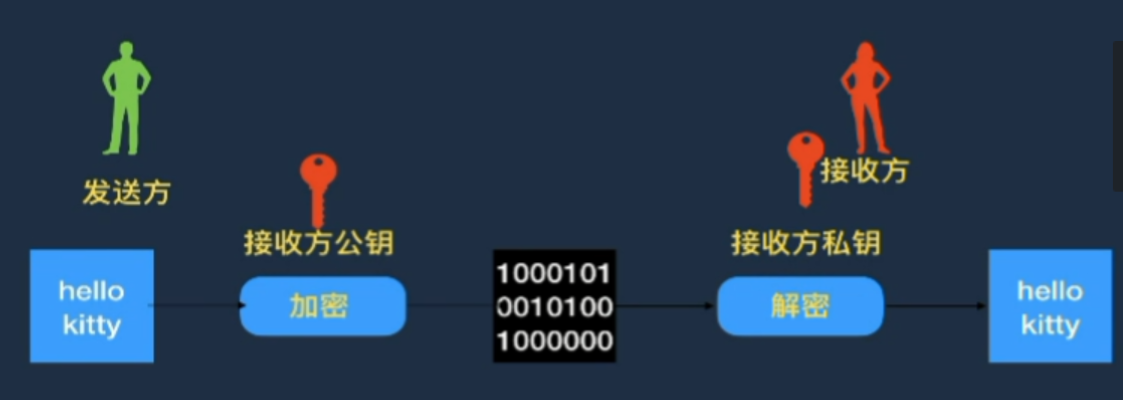 发送方
接收方
接收方公钥
接收方私钥
hello
kitty
加密
1000101
0010100
1000000
解密
hello
kitty